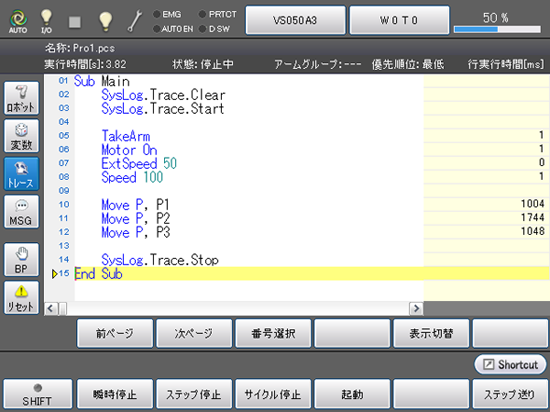 EMG PRTCT VS050A3 W 0 T 0 50 %
AUTO I/O AUTO EN D SW
名称: Pro1.pcs
実行時間[s]: 3.82 状態: 停止中 アームグループ: --- 優先順位: 最低 行実行時間[ms]
01 Sub Main
02 SysLog.Trace.Clear
03 SysLog.Trace.Start
04
05 TakeArm 1
06 Motor On 1
07 ExtSpeed 50 0
08 Speed 100 1
09
10 Move P, P1 1004
11 Move P, P2 1744
12 Move P, P3 1048
13
14 SysLog.Trace.Stop
15 End Sub
ロボット
変数
トレース
MSG
BP
リセット
前ページ 次ページ 番号選択 表示切替
Shortcut
SHIFT 瞬時停止 ステップ停止 サイクル停止 起動 ステップ送り